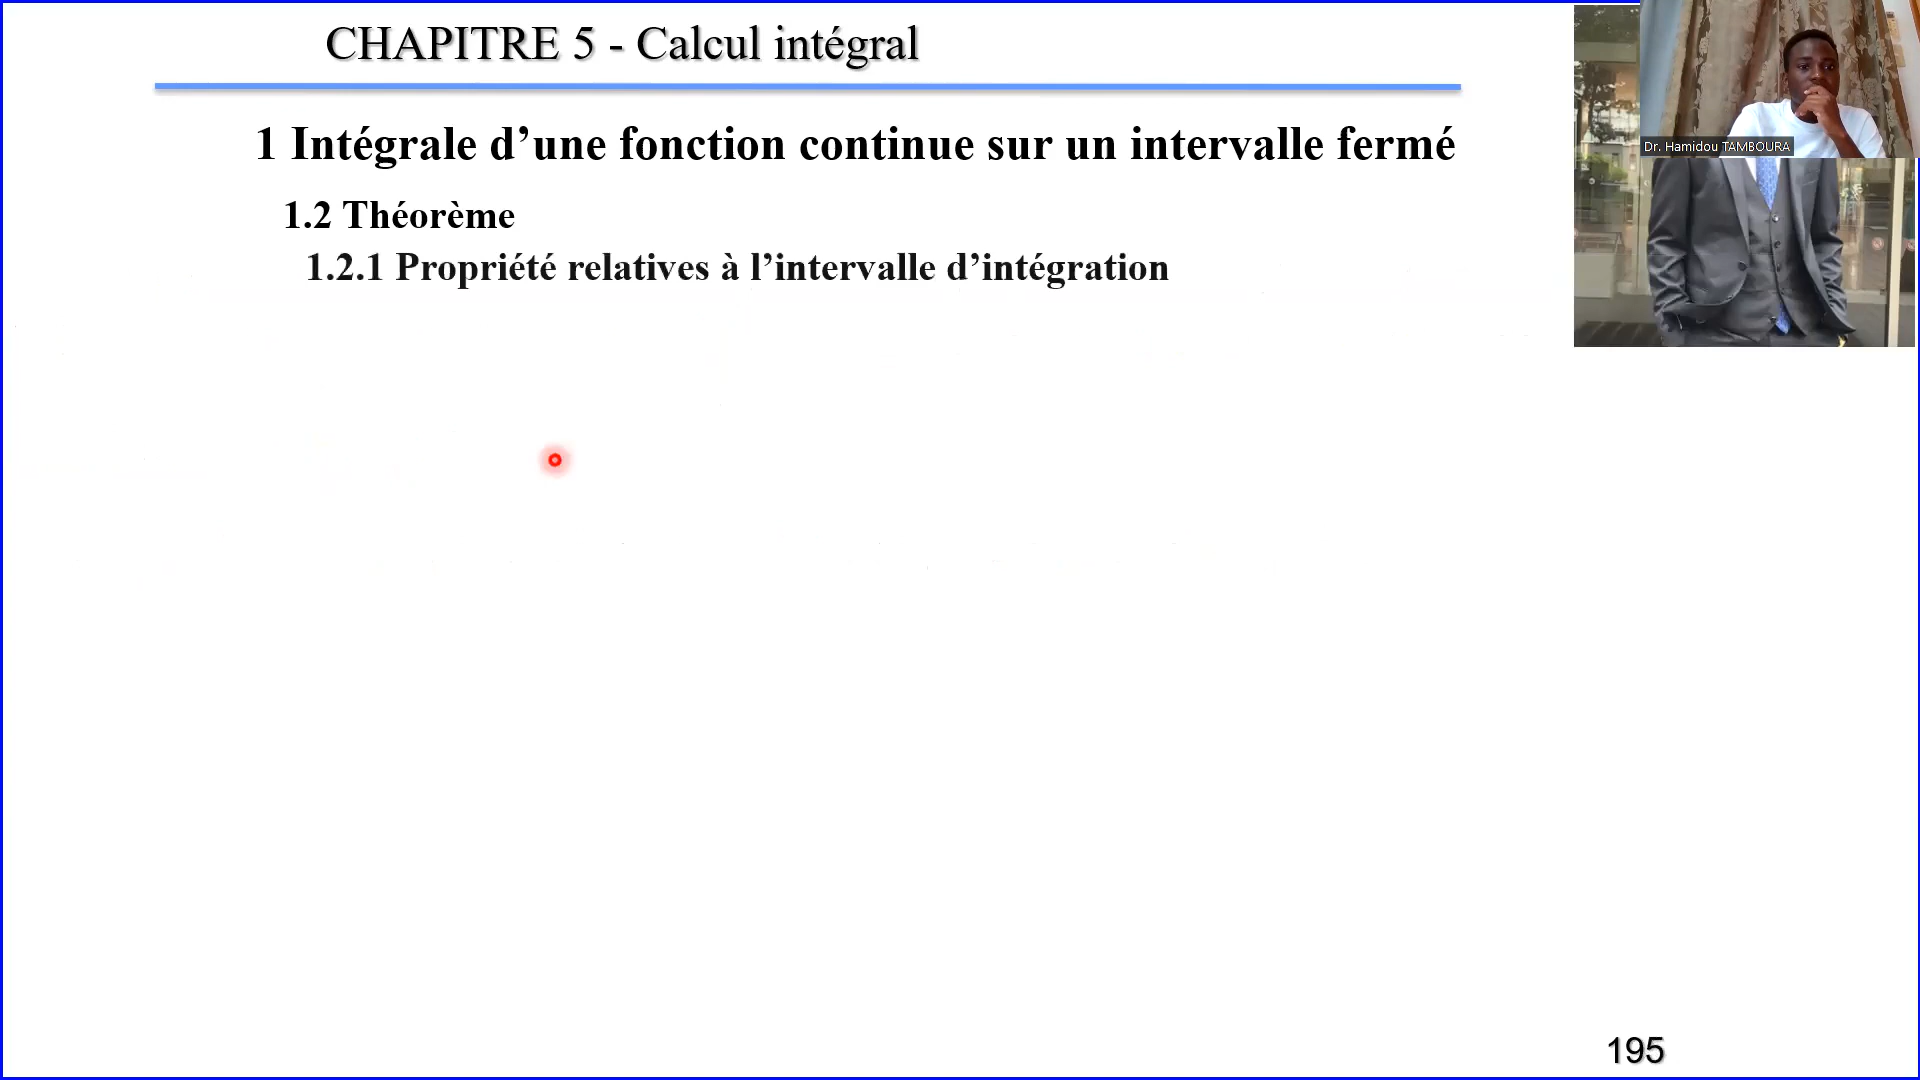 CHAPITRE 5 - Calcul intégral
1 Intégrale d’une fonction continue sur un intervalle fermé
1.2 Théorème
1.2.1 Propriété relatives à l’intervalle d’intégration
Dr. Hamidou TAMBOURA
195